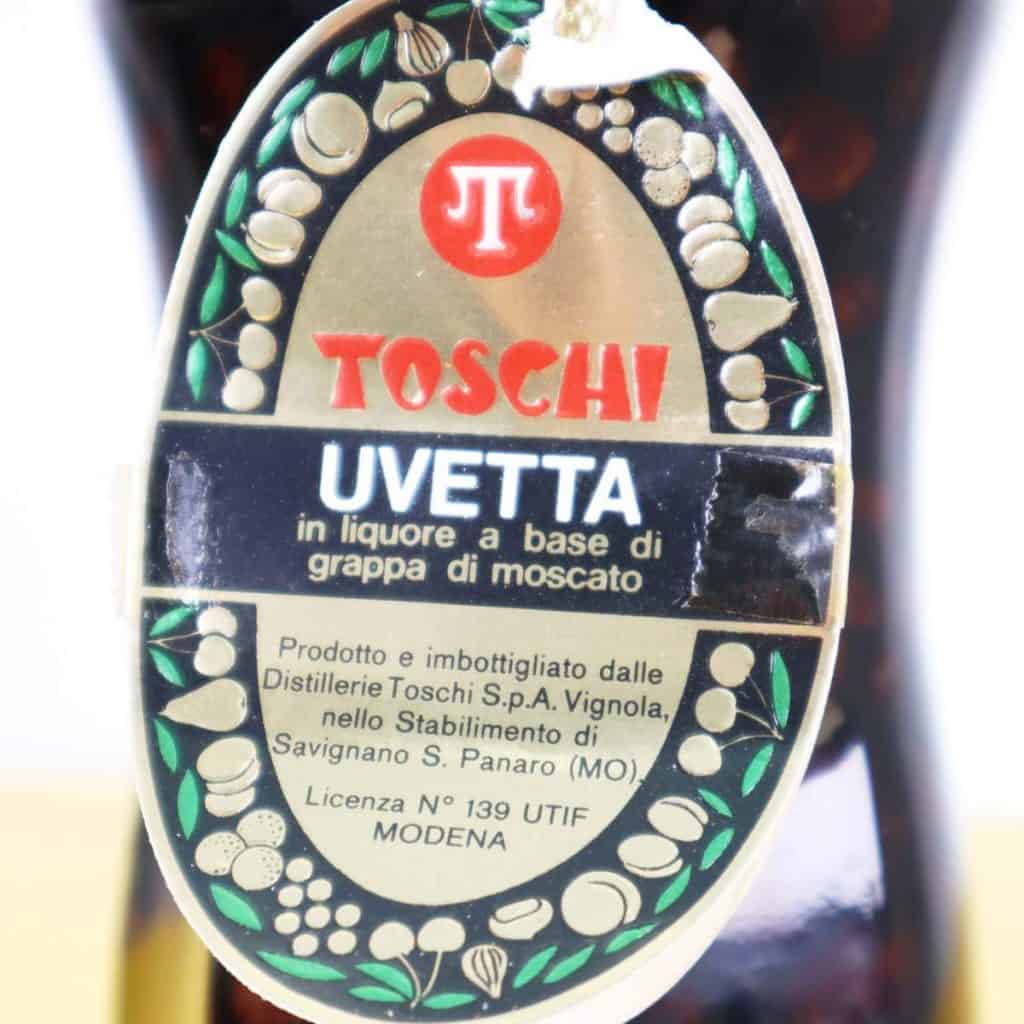 T
TOSCHI
UVETTA
in liquore a base di
grappa di moscato
Prodotto e imbottigliato dalle
Distillerie Toschi S.p.A. Vignola,
nello Stabilimento di
Savignano S. Panaro (MO).
Licenza N° 139 UTIF
MODENA